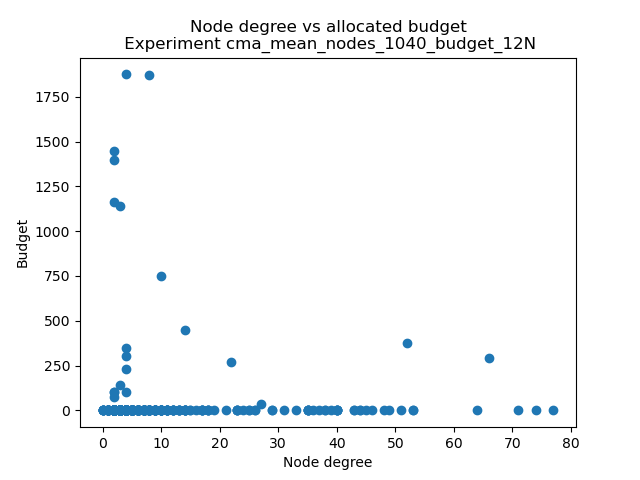 Node degree vs allocated budget
Experiment cma_mean_nodes_1040_budget_12N
1750
1500
1250
1000
750
500
250
0
Budget
0 10 20 30 40 50 60 70 80
Node degree